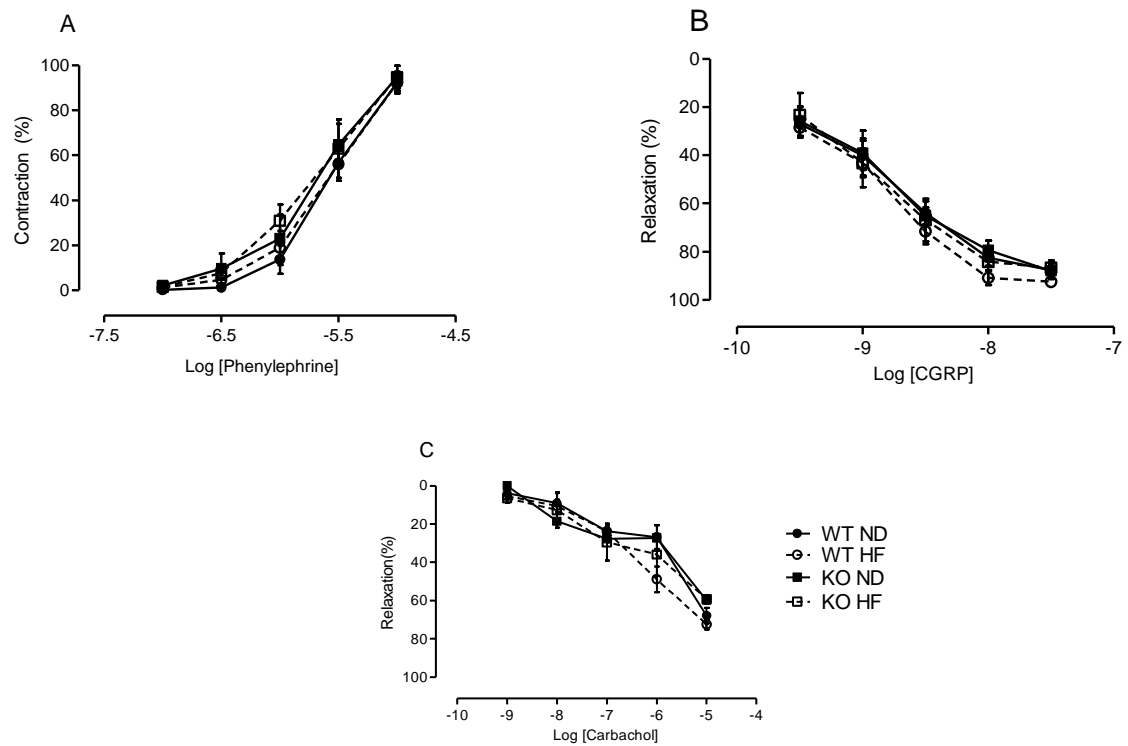 A
100
80
60
40
20
0
Contraction (%)
-7.5
-6.5
-5.5
-4.5
Log [Phenylephrine]
B
0
20
40
60
80
100
Relaxation (%)
-10
-9
-8
-7
Log [CGRP]
C
0
20
40
60
80
100
Relaxation(%)
-10
-9
-8
-7
-6
-5
-4
Log [Carbachol]
WT ND
WT HF
KO ND
KO HF